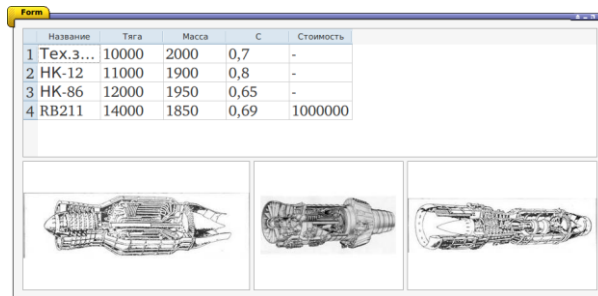 Form
Название Тяга Масса С Стоимость
1 Тех.з... 10000 2000 0,7 -
2 НК-12 11000 1900 0,8 -
3 НК-86 12000 1950 0,65 -
4 RB211 14000 1850 0,69 1000000